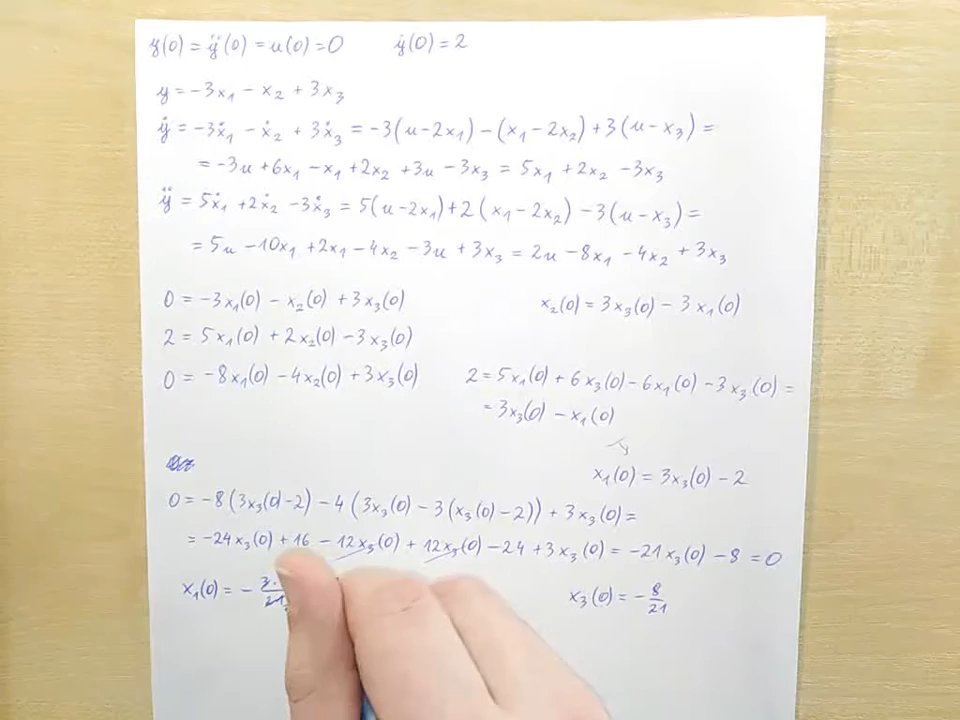 y(0) = ÿ(0) = u(0) = 0 ẏ(0) = 2
y = -3x₁ - x₂ + 3x₃
ẏ = -3ẋ₁ - ẋ₂ + 3ẋ₃ = -3(u-2x₁) - (x₁-2x₂) + 3(u-x₃) =
= -3u + 6x₁ - x₁ + 2x₂ + 3u - 3x₃ = 5x₁ + 2x₂ - 3x₃
ÿ = 5ẋ₁ + 2ẋ₂ - 3ẋ₃ = 5(u-2x₁) + 2(x₁-2x₂) - 3(u-x₃) =
= 5u - 10x₁ + 2x₁ - 4x₂ - 3u + 3x₃ = 2u - 8x₁ - 4x₂ + 3x₃
0 = -3x₁(0) - x₂(0) + 3x₃(0) x₂(0) = 3x₃(0) - 3x₁(0)
2 = 5x₁(0) + 2x₂(0) - 3x₃(0)
0 = -8x₁(0) - 4x₂(0) + 3x₃(0) 2 = 5x₁(0) + 6x₃(0) - 6x₁(0) - 3x₃(0) =
= 3x₃(0) - x₁(0)
x₁(0) = 3x₃(0) - 2
0 = -8(3x₃(0)-2) - 4(3x₃(0) - 3(x₃(0)-2)) + 3x₃(0) =
= -24x₃(0) + 16 - 12x₃(0) + 12x₃(0) - 24 + 3x₃(0) = -21x₃(0) - 8 = 0
x₁(0) = - x₃(0) = -8/21